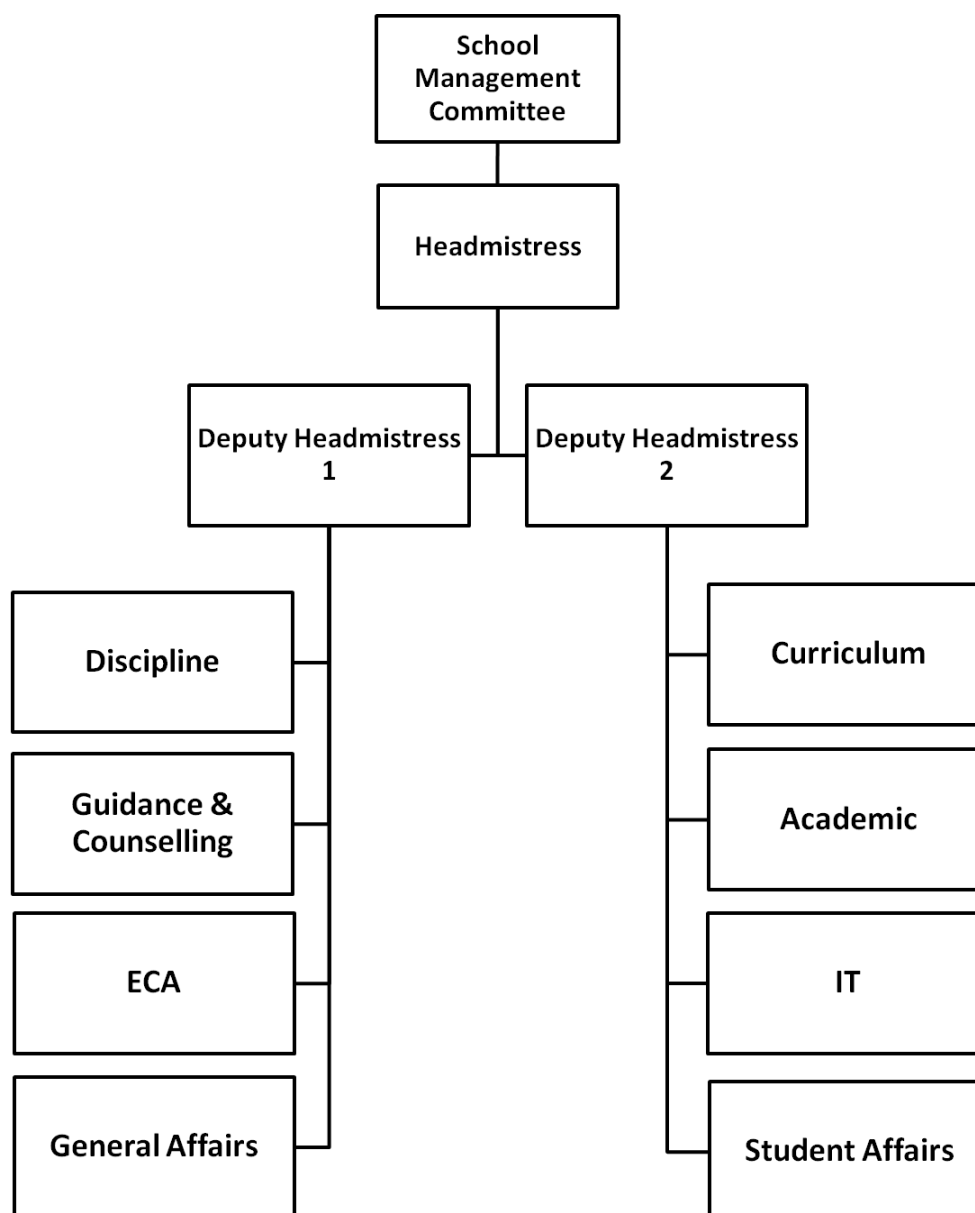 School
Management
Committee
Headmistress
Deputy Headmistress
1
Deputy Headmistress
2
Discipline
Guidance &
Counselling
ECA
General Affairs
Curriculum
Academic
IT
Student Affairs